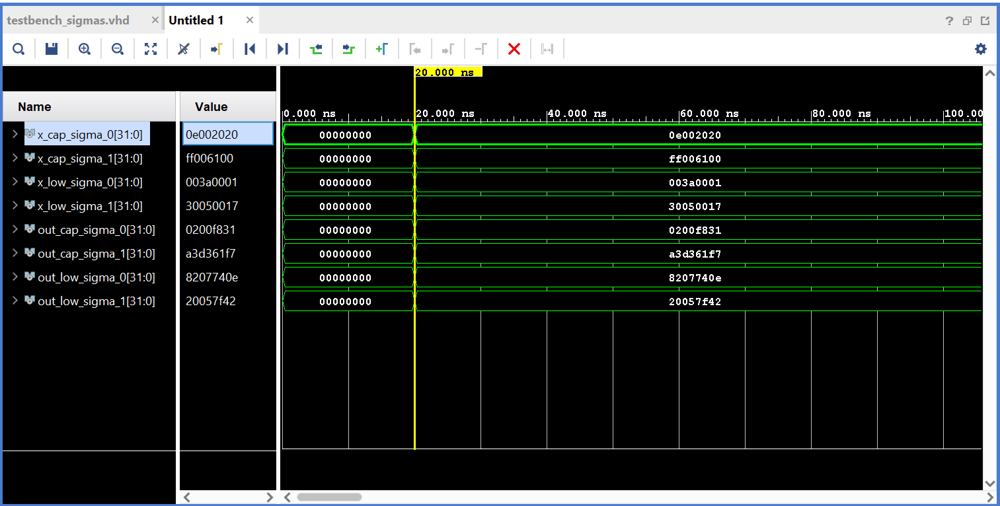 testbench_sigmas.vhd × Untitled 1 ×
20.000 ns
Name Value
0.000 ns 20.000 ns 40.000 ns 60.000 ns 80.000 ns 100.00
x_cap_sigma_0[31:0] 0e002020 00000000 0e002020
x_cap_sigma_1[31:0] ff006100 00000000 ff006100
x_low_sigma_0[31:0] 003a0001 00000000 003a0001
x_low_sigma_1[31:0] 30050017 00000000 30050017
out_cap_sigma_0[31:0] 0200f831 00000000 0200f831
out_cap_sigma_1[31:0] a3d361f7 00000000 a3d361f7
out_low_sigma_0[31:0] 8207740e 00000000 8207740e
out_low_sigma_1[31:0] 20057f42 00000000 20057f42